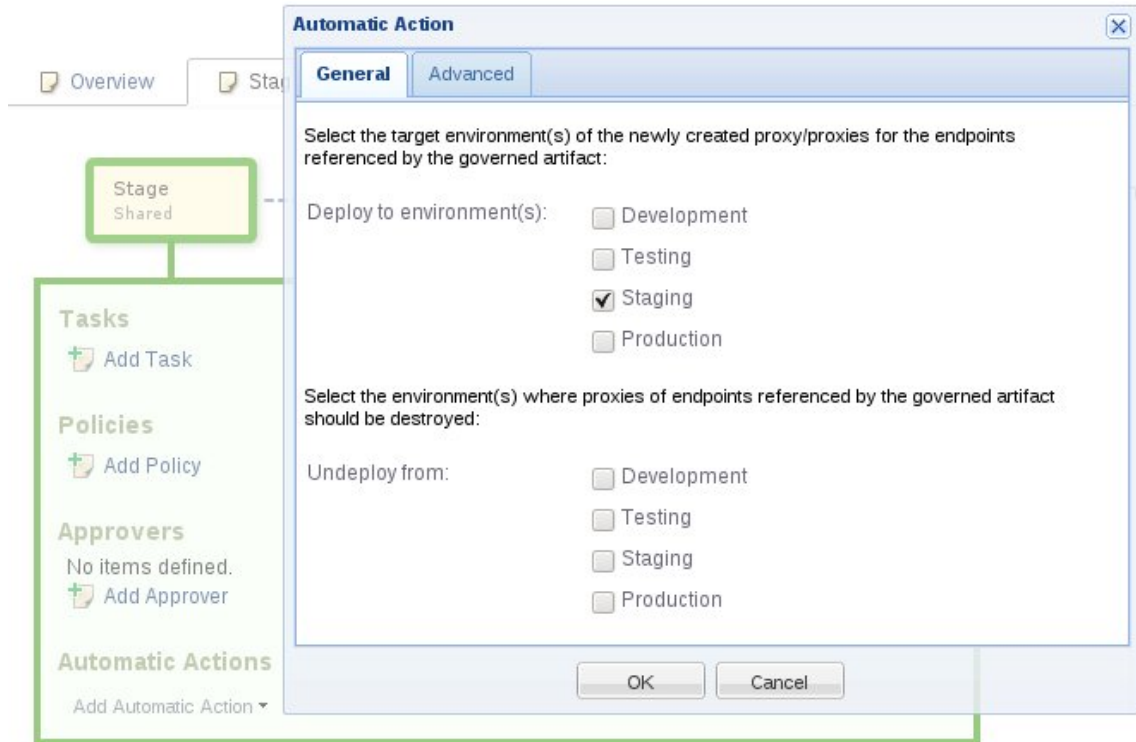 Automatic Action
Overview
Stag
General
Advanced
Select the target environment(s) of the newly created proxy/proxies for the endpoints
referenced by the governed artifact:
Stage
Shared
Deploy to environment(s):
Development
Testing
Staging
Production
Tasks
Add Task
Select the environment(s) where proxies of endpoints referenced by the governed artifact
should be destroyed:
Policies
Add Policy
Undeploy from:
Development
Testing
Staging
Production
Approvers
No items defined.
Add Approver
Automatic Actions
Add Automatic Action
OK
Cancel